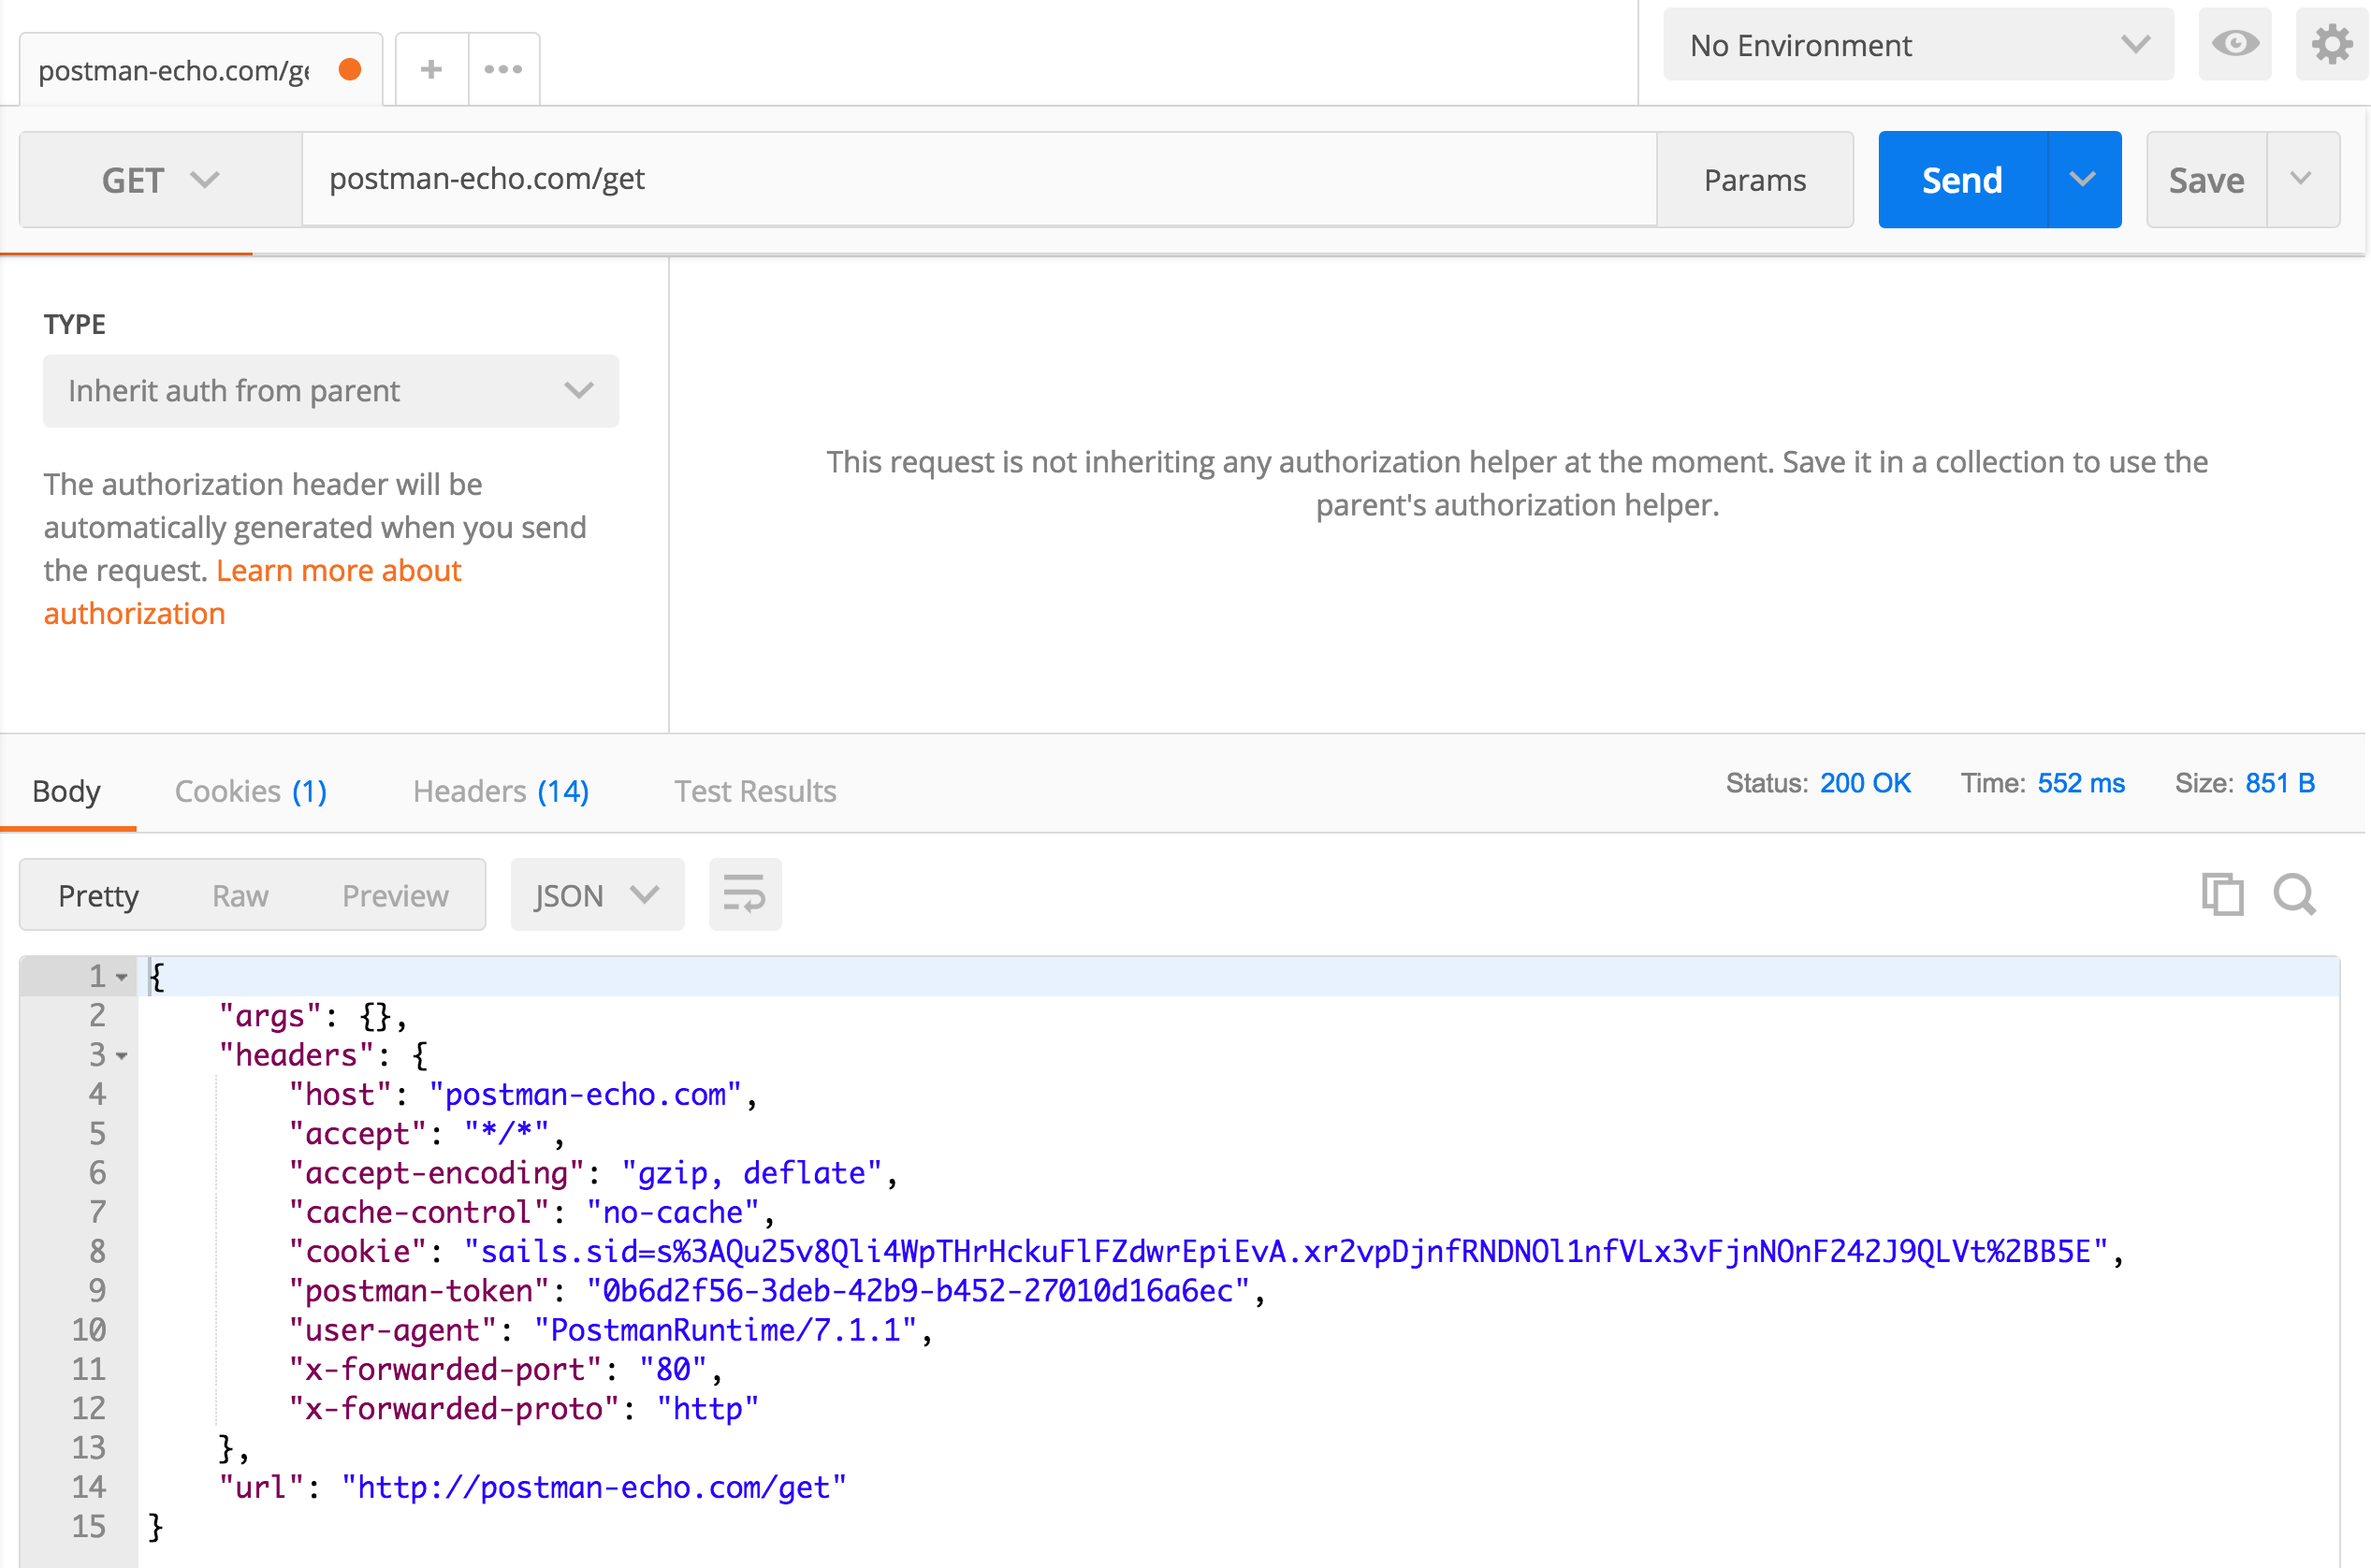 postman-echo.com/ge
No Environment
GET
postman-echo.com/get
Params
Send
Save
TYPE
Inherit auth from parent
The authorization header will be
automatically generated when you send
the request. Learn more about
authorization
This request is not inheriting any authorization helper at the moment. Save it in a collection to use the
parent's authorization helper.
Body
Cookies (1)
Headers (14)
Test Results
Status: 200 OK
Time: 552 ms
Size: 851 B
Pretty
Raw
Preview
JSON
1 {
2 "args": {},
3 "headers": {
4 "host": "postman-echo.com",
5 "accept": "*/*",
6 "accept-encoding": "gzip, deflate",
7 "cache-control": "no-cache",
8 "cookie": "sails.sid=s%3AQu25v8Qli4WpTHrHckuFlFZdwrEpiEvA.xr2vpDjnfRNDNOl1nfVLx3vFjnNOnF242J9QLVt%2BB5E",
9 "postman-token": "0b6d2f56-3deb-42b9-b452-27010d16a6ec",
10 "user-agent": "PostmanRuntime/7.1.1",
11 "x-forwarded-port": "80",
12 "x-forwarded-proto": "http"
13 },
14 "url": "http://postman-echo.com/get"
15 }